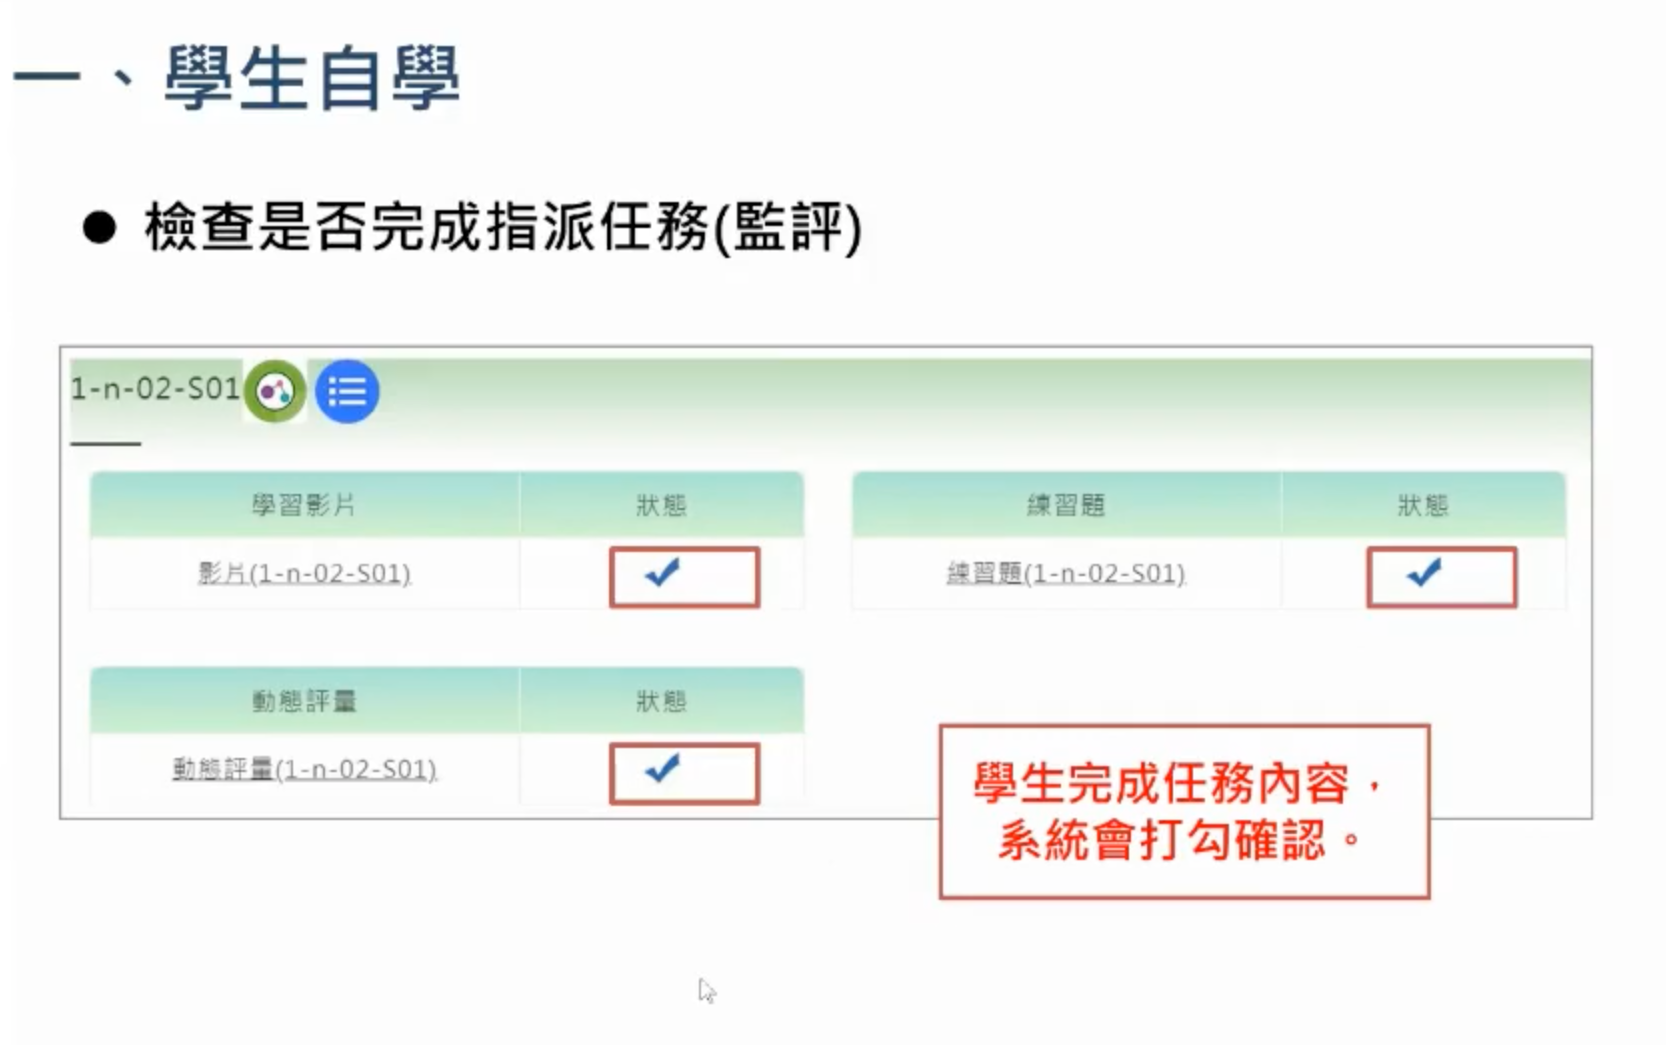 一、學生自學
● 檢查是否完成指派任務(監評)
1-n-02-S01
學習影片 狀態 練習題 狀態
影片(1-n-02-S01) 練習題(1-n-02-S01)
動態評量 狀態
動態評量(1-n-02-S01)
學生完成任務內容，
系統會打勾確認。